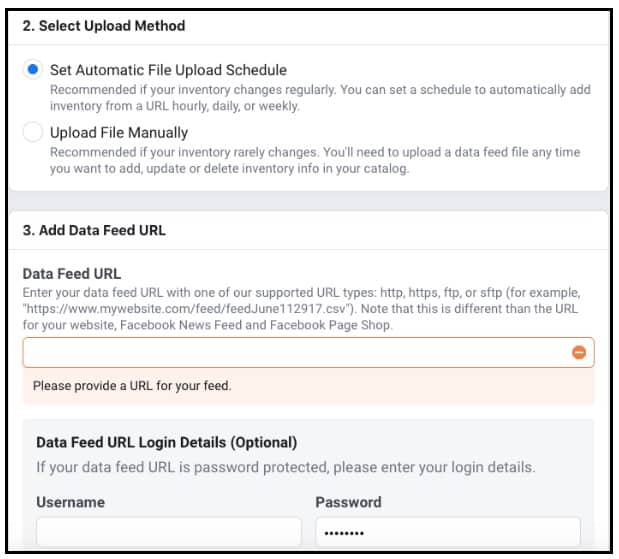 2. Select Upload Method
Set Automatic File Upload Schedule
Recommended if your inventory changes regularly. You can set a schedule to automatically add
inventory from a URL hourly, daily, or weekly.
Upload File Manually
Recommended if your inventory rarely changes. You'll need to upload a data feed file any time
you want to add, update or delete inventory info in your catalog.
3. Add Data Feed URL
Data Feed URL
Enter your data feed URL with one of our supported URL types: http, https, ftp, or sftp (for example,
"https://www.mywebsite.com/feed/feedJune112917.csv"). Note that this is different than the URL
for your website, Facebook News Feed and Facebook Page Shop.
Please provide a URL for your feed.
Data Feed URL Login Details (Optional)
If your data feed URL is password protected, please enter your login details.
Username Password
••••••••